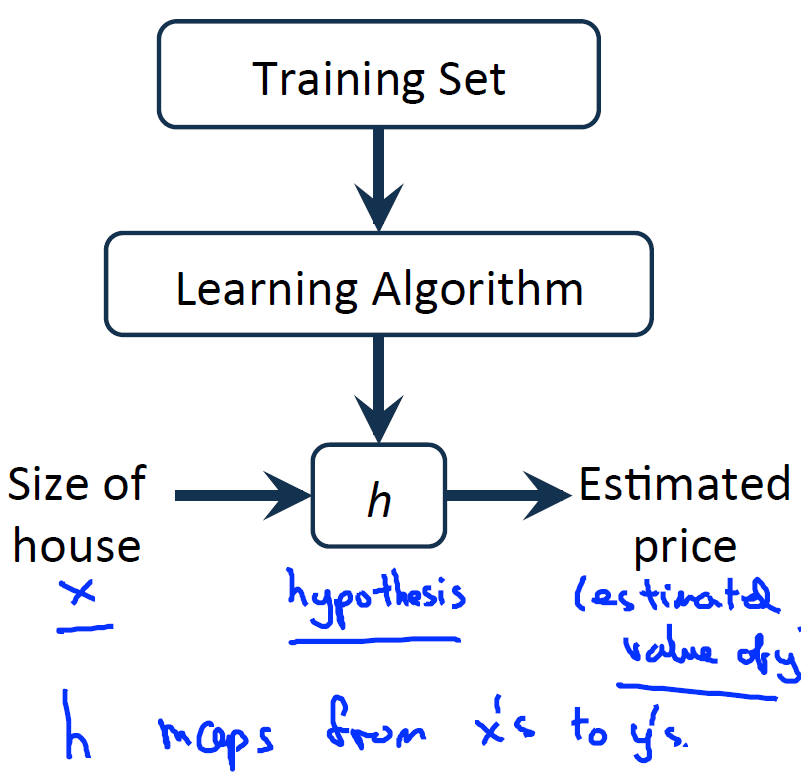 Training Set
Learning Algorithm
Size of
house
h
Estimated
price
x
hypothesis
(estimated
value of y)
h maps from x's to y's.